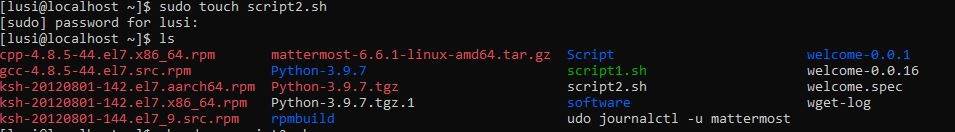 [lusi@localhost ~]$ sudo touch script2.sh
[sudo] password for lusi:
[lusi@localhost ~]$ ls
cpp-4.8.5-44.el7.x86_64.rpm mattermost-6.6.1-linux-amd64.tar.gz Script welcome-0.0.1
gcc-4.8.5-44.el7.src.rpm Python-3.9.7 script1.sh welcome-0.0.16
ksh-20120801-142.el7.aarch64.rpm Python-3.9.7.tgz script2.sh welcome.spec
ksh-20120801-142.el7.x86_64.rpm Python-3.9.7.tgz.1 software wget-log
ksh-20120801-144.el7_9.src.rpm rpmbuild udo journalctl -u mattermost